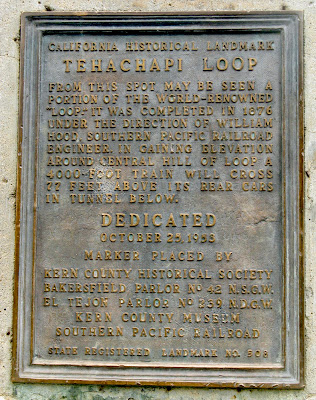 CALIFORNIA HISTORICAL LANDMARK
TEHACHAPI LOOP
FROM THIS SPOT MAY BE SEEN A
PORTION OF THE WORLD-RENOWNED
"LOOP" IT WAS COMPLETED IN 1876
UNDER THE DIRECTION OF WILLIAM
HOOD, SOUTHERN PACIFIC RAILROAD
ENGINEER. IN GAINING ELEVATION
AROUND CENTRAL HILL OF LOOP A
4000-FOOT TRAIN WILL CROSS
77 FEET ABOVE ITS REAR CARS
IN TUNNEL BELOW.
DEDICATED
OCTOBER 25, 1953
MARKER PLACED BY
KERN COUNTY HISTORICAL SOCIETY
BAKERSFIELD PARLOR Nº 42 N.S.G.W.
EL TEJON PARLOR Nº 239 N.D.G.W.
KERN COUNTY MUSEUM
SOUTHERN PACIFIC RAILROAD
STATE REGISTERED LANDMARK NO. 508